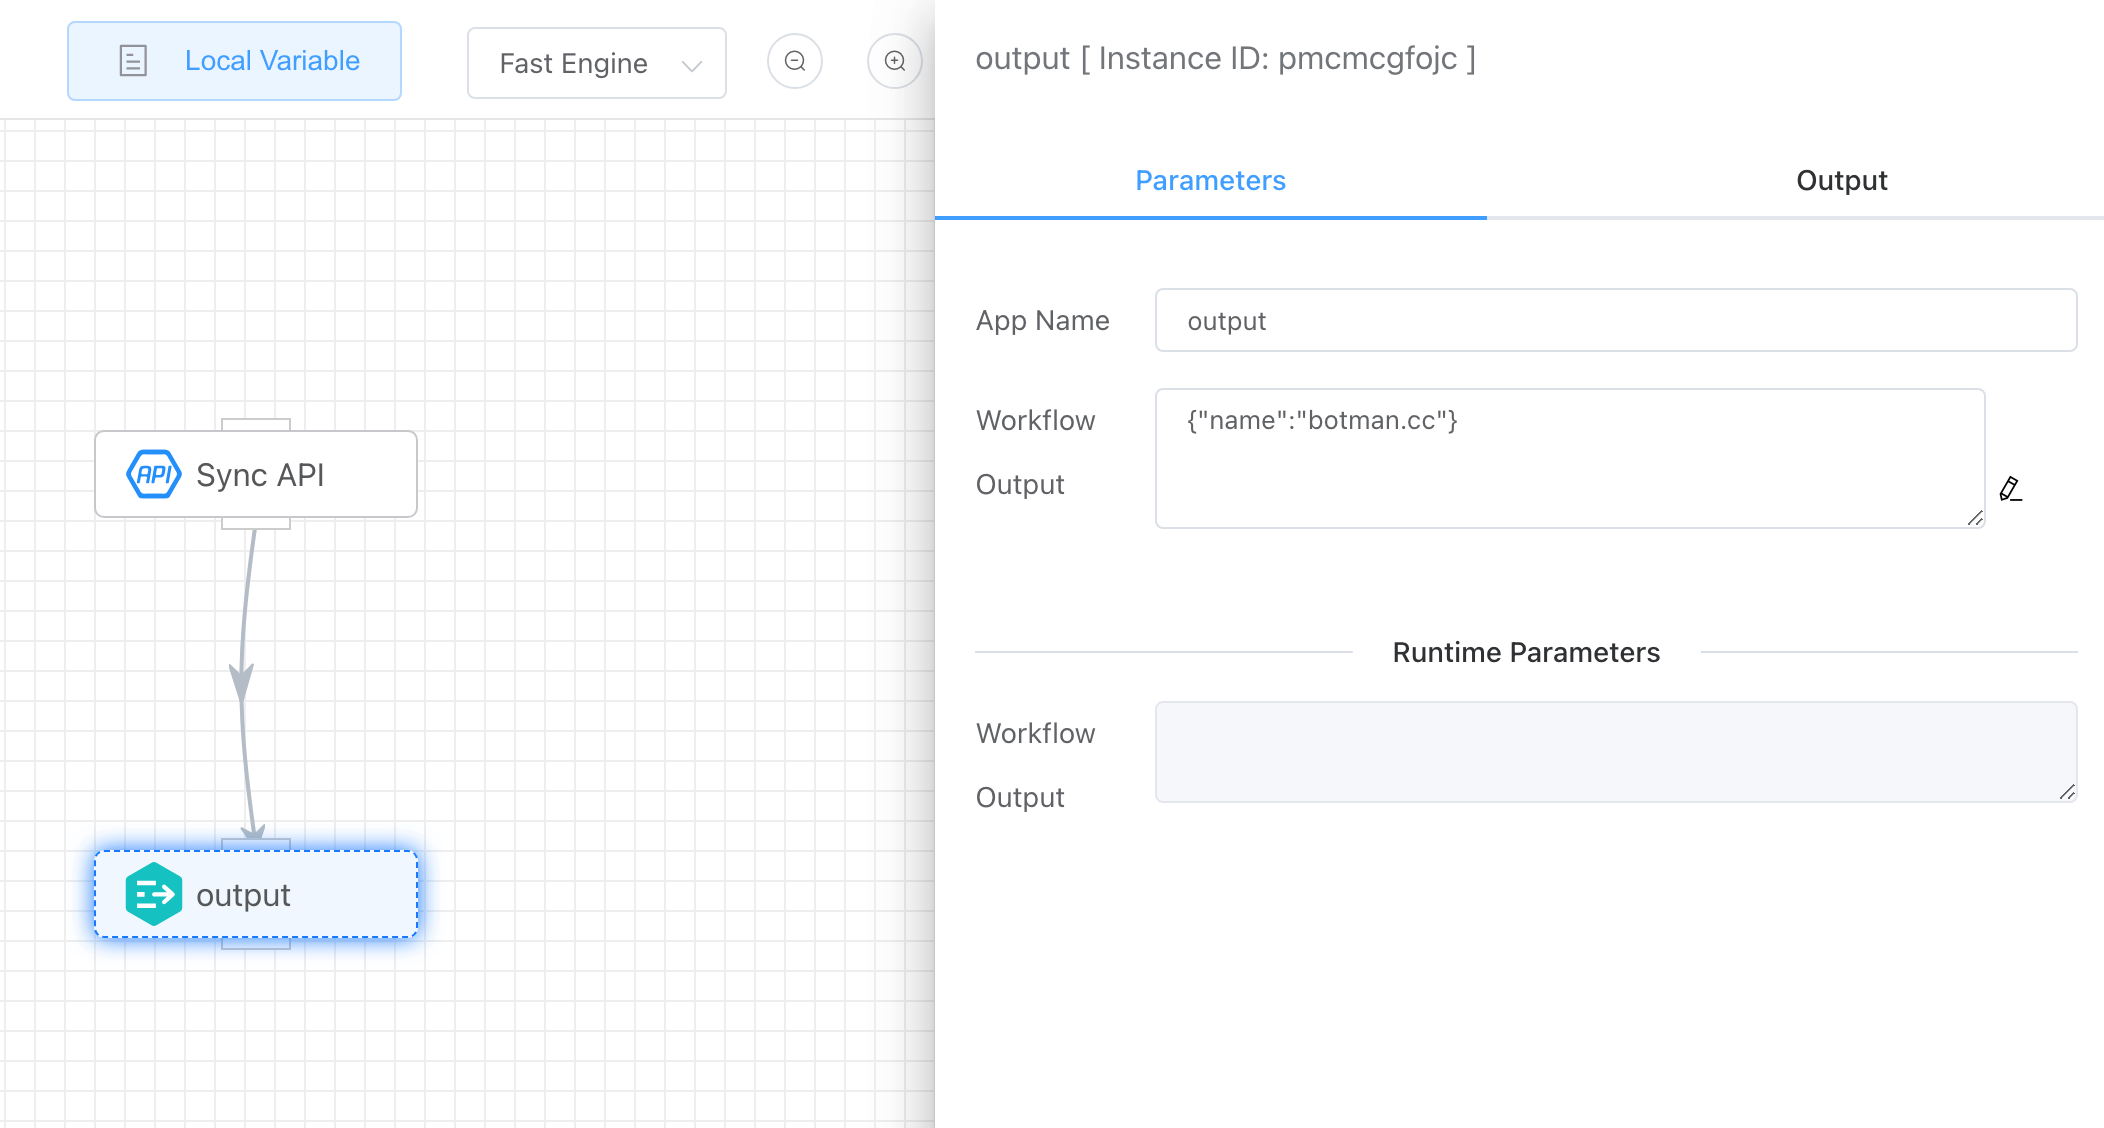 Local Variable
Fast Engine
output [ Instance ID: pmcmcgfojc ]
Parameters
Output
App Name
output
Workflow
Output
{"name":"botman.cc"}
Runtime Parameters
Workflow
Output
API
Sync API
output